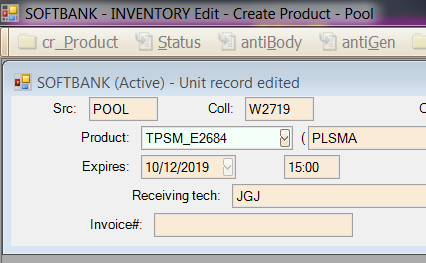 SOFTBANK - INVENTORY Edit - Create Product - Pool
cr_Product Status antiBody antiGen
SOFTBANK (Active) - Unit record edited
Src: POOL Coll: W2719
Product: TPSM_E2684 ( PLSMA
Expires: 10/12/2019 15:00
Receiving tech: JGJ
Invoice#: